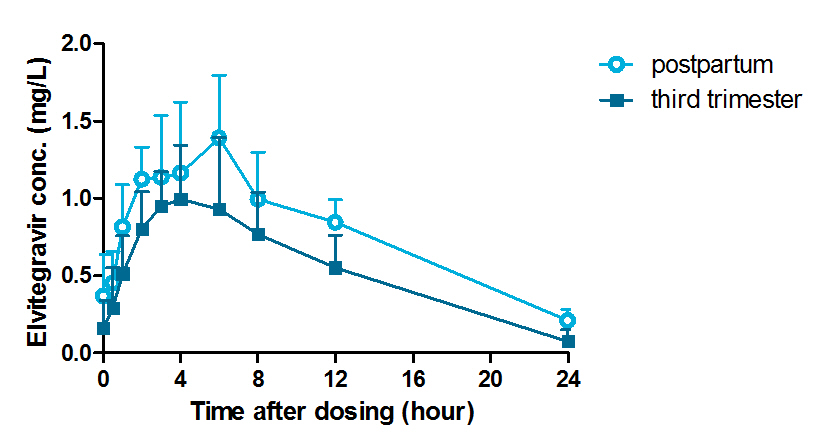 2.0
1.5
1.0
0.5
0.0
Elvitegravir conc. (mg/L)
0 4 8 12 16 20 24
Time after dosing (hour)
postpartum
third trimester